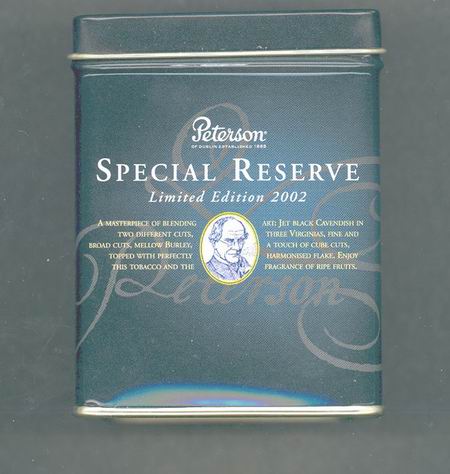 Peterson
OF DUBLIN ESTABLISHED 1865
SPECIAL RESERVE
Limited Edition 2002
A MASTERPIECE OF BLENDING ART: JET BLACK CAVENDISH IN
TWO DIFFERENT CUTS, THREE VIRGINIAS, FINE AND
BROAD CUTS, MELLOW BURLEY, A TOUCH OF CUBE CUTS,
TOPPED WITH PERFECTLY HARMONISED FLAKE. ENJOY
THIS TOBACCO AND THE FRAGRANCE OF RIPE FRUITS.
Peterson